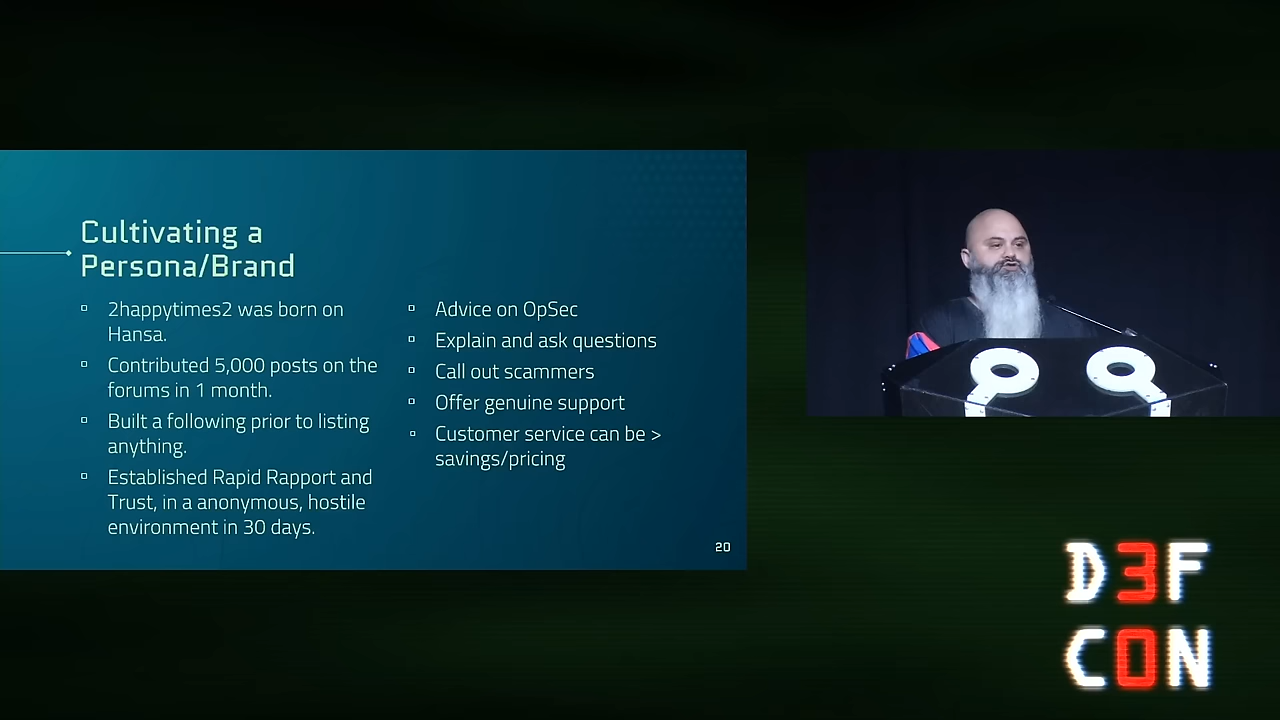 Cultivating a
Persona/Brand
2happytimes2 was born on
Hansa.
Contributed 5,000 posts on the
forums in 1 month.
Built a following prior to listing
anything.
Established Rapid Rapport and
Trust, in a anonymous, hostile
environment in 30 days.
Advice on OpSec
Explain and ask questions
Call out scammers
Offer genuine support
Customer service can be >
savings/pricing
20
D3F
C0N